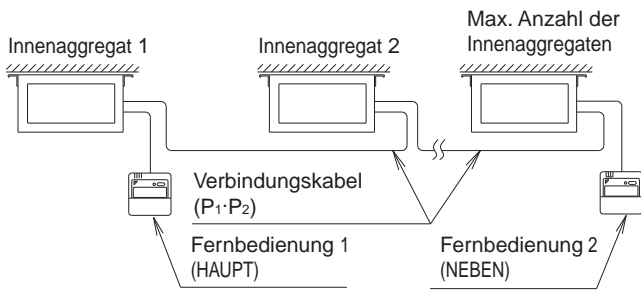 Innenaggregat 1
Innenaggregat 2
Max. Anzahl der
Innenaggregaten
Verbindungskabel
(P₁·P₂)
Fernbedienung 1
(HAUPT)
Fernbedienung 2
(NEBEN)